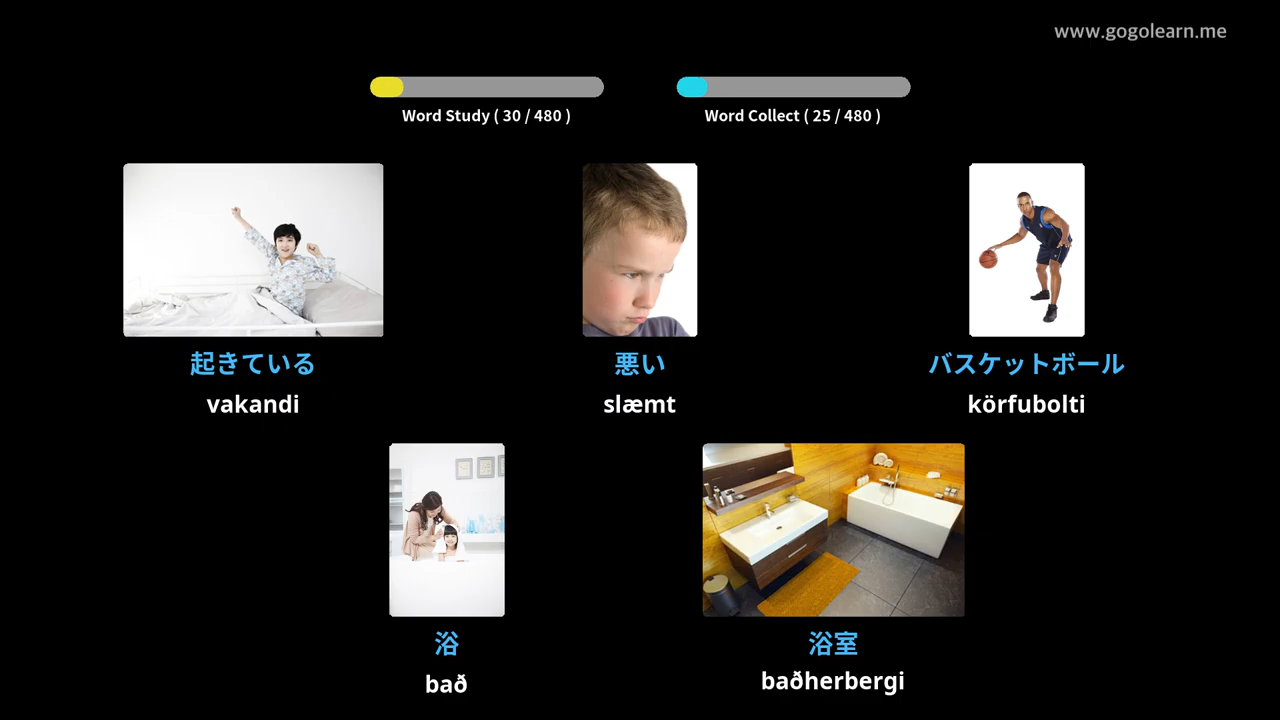 www.gogolearn.me
Word Study ( 30 / 480 )
Word Collect ( 25 / 480 )
起きている
vakandi
悪い
slæmt
バスケットボール
körfubolti
浴
bað
浴室
baðherbergi